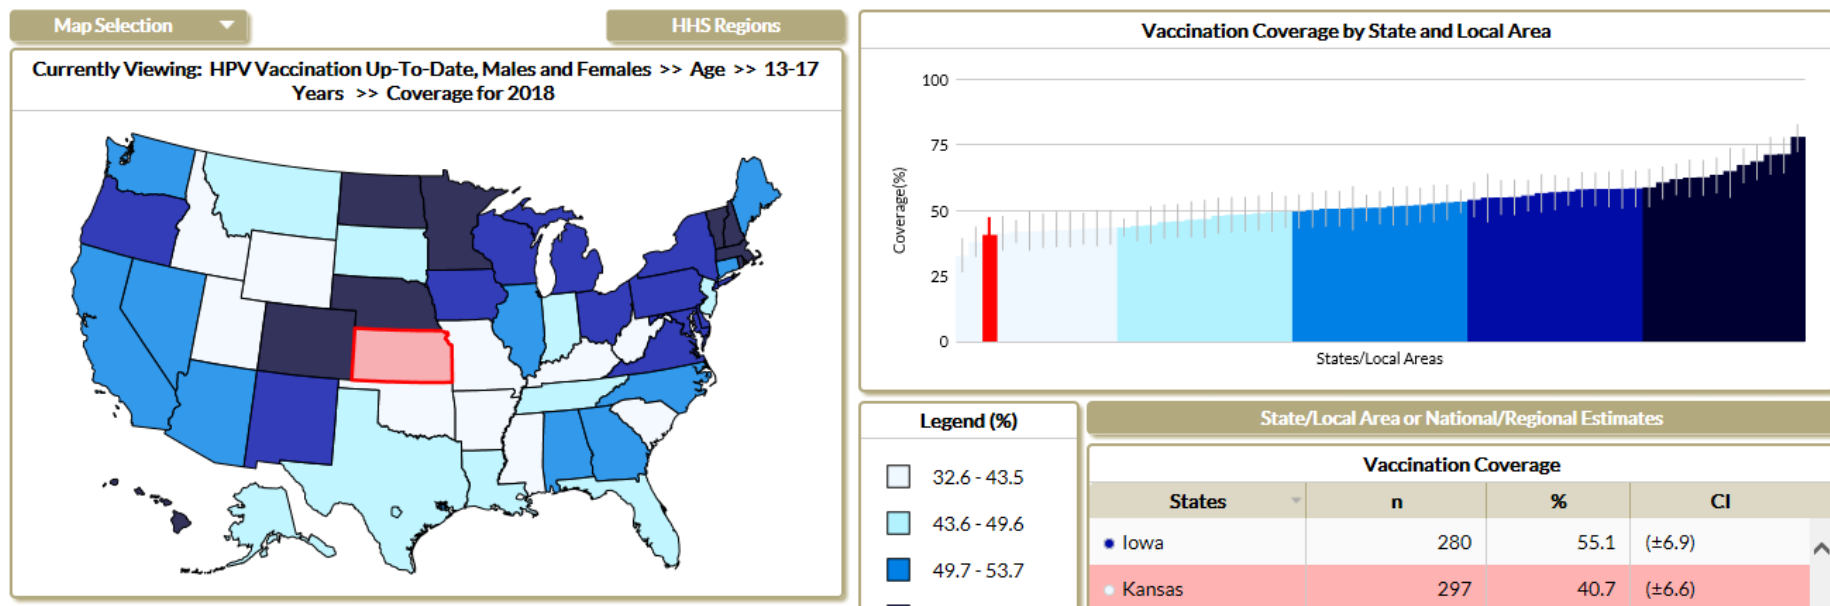 Map Selection
HHS Regions
Currently Viewing: HPV Vaccination Up-To-Date, Males and Females >> Age >> 13-17
Years >> Coverage for 2018
Vaccination Coverage by State and Local Area
100
75
50
25
0
Coverage(%)
States/Local Areas
Legend (%)
32.6 - 43.5
43.6 - 49.6
49.7 - 53.7
State/Local Area or National/Regional Estimates
Vaccination Coverage
States n % CI
Iowa 280 55.1 (±6.9)
Kansas 297 40.7 (±6.6)